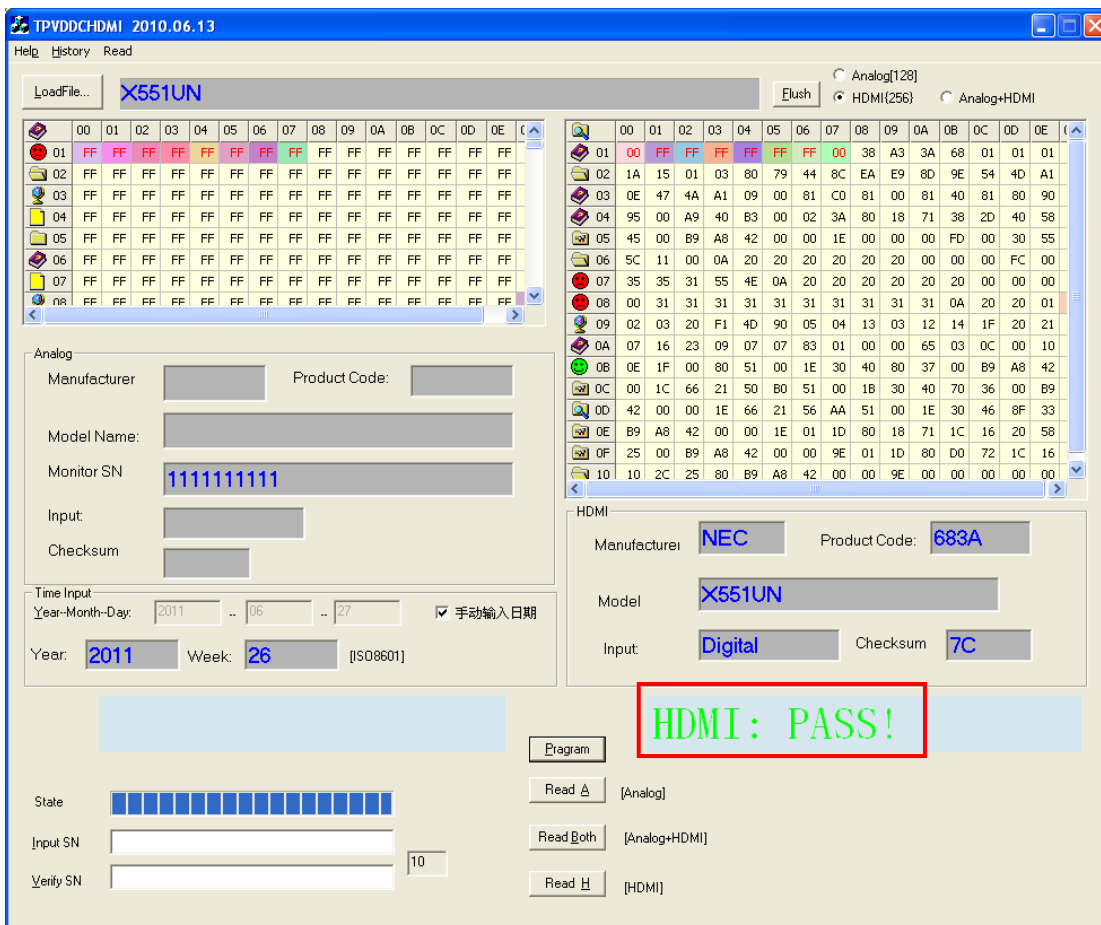 TPVDDCHDMI 2010.06.13
Help History Read
LoadFile... X551UN Flush
Analog[128]
HDMI{256} Analog+HDMI
00 01 02 03 04 05 06 07 08 09 0A 0B 0C 0D 0E
01 FF FF FF FF FF FF FF FF FF FF FF FF FF FF FF
02 FF FF FF FF FF FF FF FF FF FF FF FF FF FF FF
03 FF FF FF FF FF FF FF FF FF FF FF FF FF FF FF
04 FF FF FF FF FF FF FF FF FF FF FF FF FF FF FF
05 FF FF FF FF FF FF FF FF FF FF FF FF FF FF FF
06 FF FF FF FF FF FF FF FF FF FF FF FF FF FF FF
07 FF FF FF FF FF FF FF FF FF FF FF FF FF FF FF
08 FF FF FF FF FF FF FF FF FF FF FF FF FF FF FF
00 01 02 03 04 05 06 07 08 09 0A 0B 0C 0D 0E
01 00 FF FF FF FF FF FF 00 38 A3 3A 68 01 01 01
02 1A 15 01 03 80 79 44 8C EA E9 8D 9E 54 4D A1
03 0E 47 4A A1 09 00 81 C0 81 00 81 40 81 80 90
04 95 00 A9 40 B3 00 02 3A 80 18 71 38 2D 40 58
05 45 00 B9 A8 42 00 00 1E 00 00 00 FD 00 30 55
06 5C 11 00 0A 20 20 20 20 20 20 00 00 00 FC 00
07 35 35 31 55 4E 0A 20 20 20 20 20 20 00 00 00
08 00 31 31 31 31 31 31 31 31 31 31 0A 20 20 01
09 02 03 20 F1 4D 90 05 04 13 03 12 14 1F 20 21
0A 07 16 23 09 07 07 83 01 00 00 65 03 0C 00 10
0B 0E 1F 00 80 51 00 1E 30 40 80 37 00 B9 A8 42
0C 00 1C 66 21 50 B0 51 00 1B 30 40 70 36 00 B9
0D 42 00 00 1E 66 21 56 AA 51 00 1E 30 46 8F 33
0E B9 A8 42 00 00 1E 01 1D 80 18 71 1C 16 20 58
0F 25 00 B9 A8 42 00 00 9E 01 1D 80 D0 72 1C 16
10 10 2C 25 80 B9 A8 42 00 00 9E 00 00 00 00 00
Analog
Manufacturer Product Code:
Model Name:
Monitor SN 1111111111
Input:
Checksum
HDMI
Manufacturer NEC Product Code: 683A
Model X551UN
Input: Digital Checksum 7C
Time Input
Year--Month--Day: 2011 .. 06 .. 27 手动输入日期
Year: 2011 Week: 26 [ISO8601]
HDMI: PASS!
Pragram
Read A [Analog]
State
Input SN
Read Both [Analog+HDMI]
10
Verify SN
Read H [HDMI]